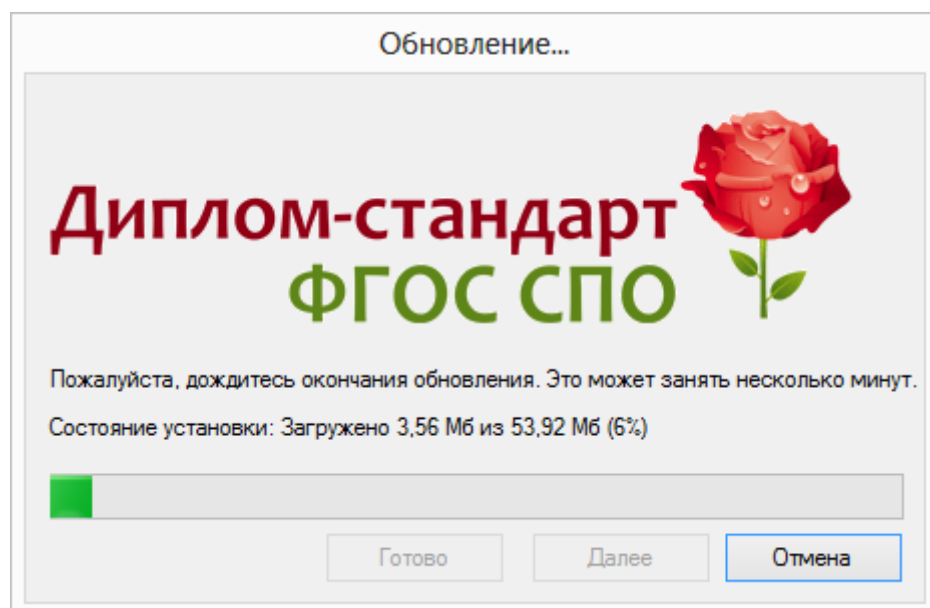 Обновление...
Диплом-стандарт
ФГОС СПО
Пожалуйста, дождитесь окончания обновления. Это может занять несколько минут.
Состояние установки: Загружено 3,56 Мб из 53,92 Мб (6%)
Готово Далее Отмена